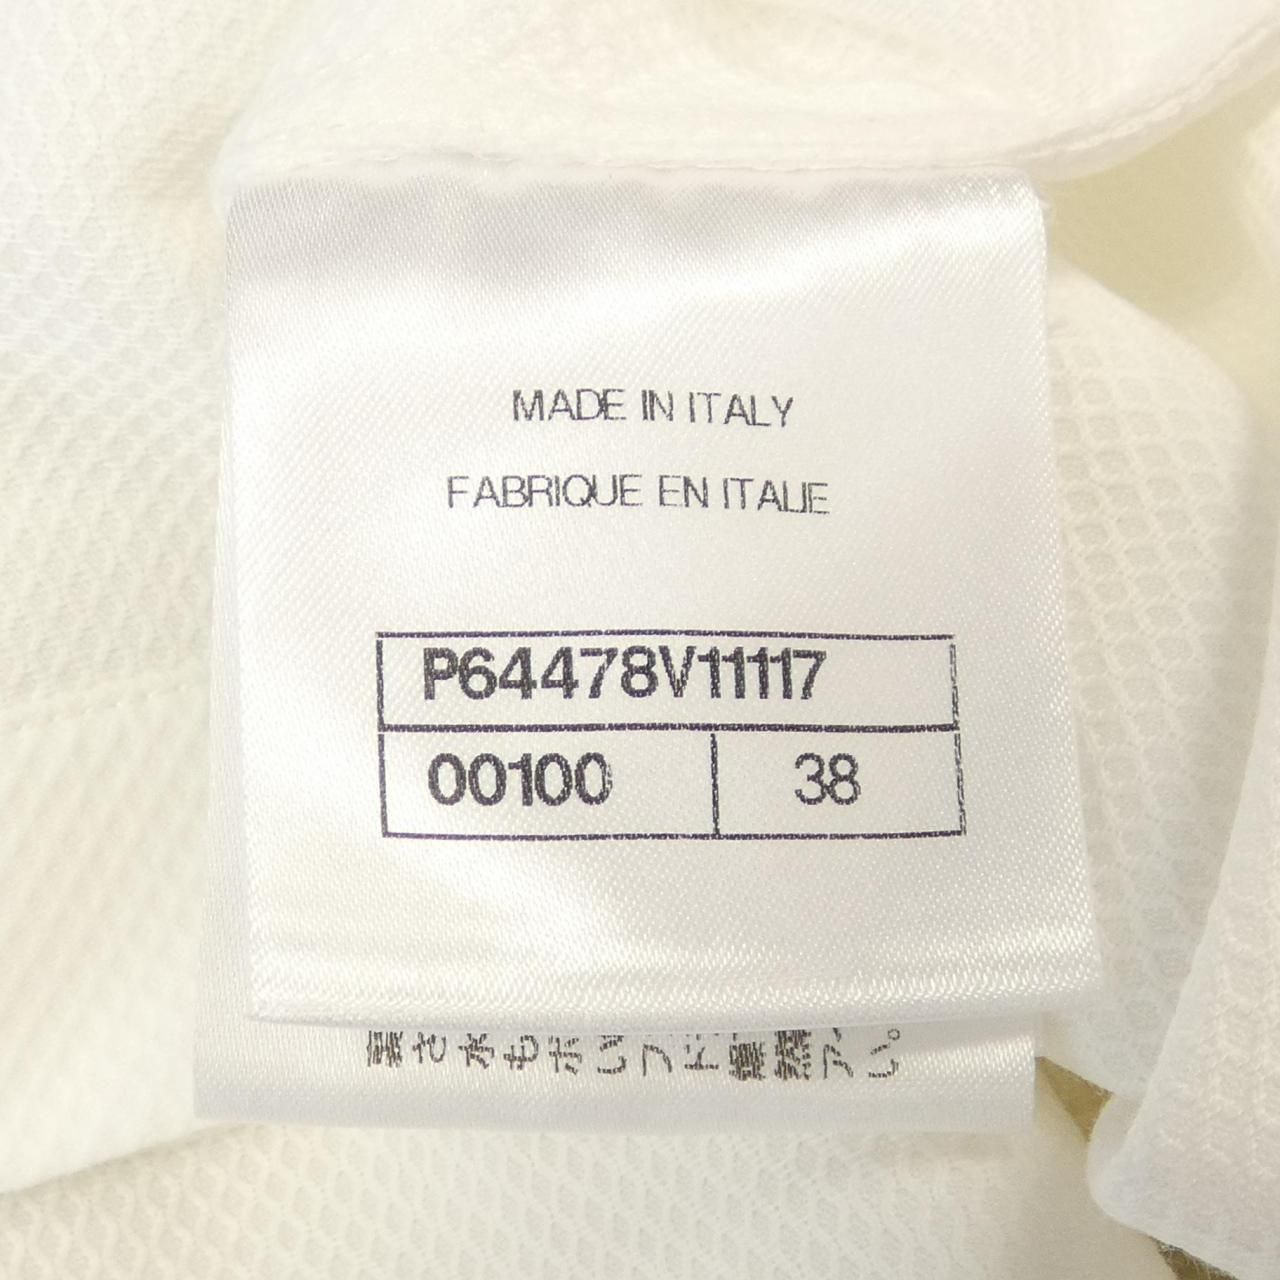 MADE IN ITALY
FABRIQUE EN ITALIE
P64478V11117
00100
38